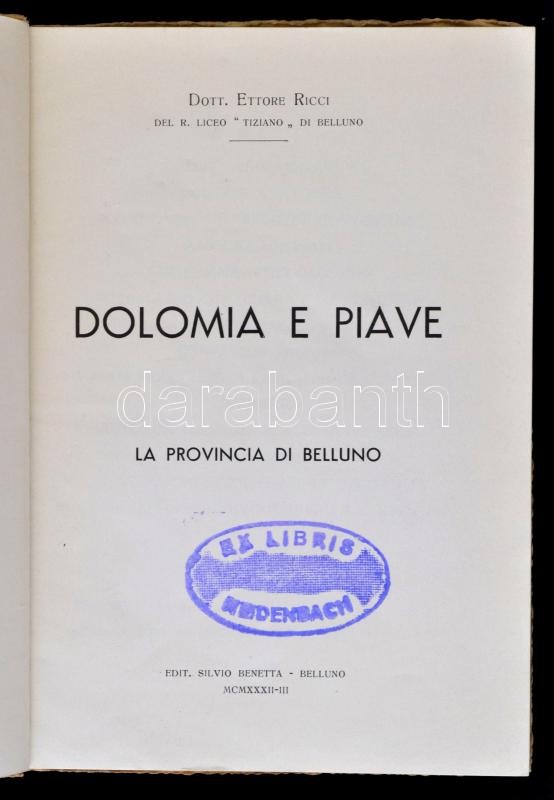 DOTT. ETTORE RICCI
DEL R. LICEO “ TIZIANO „ DI BELLUNO
DOLOMIA E PIAVE
darabanth
LA PROVINCIA DI BELLUNO
EX LIBRIS
EDIT. SILVIO BENETTA - BELLUNO
MCMXXXII-III